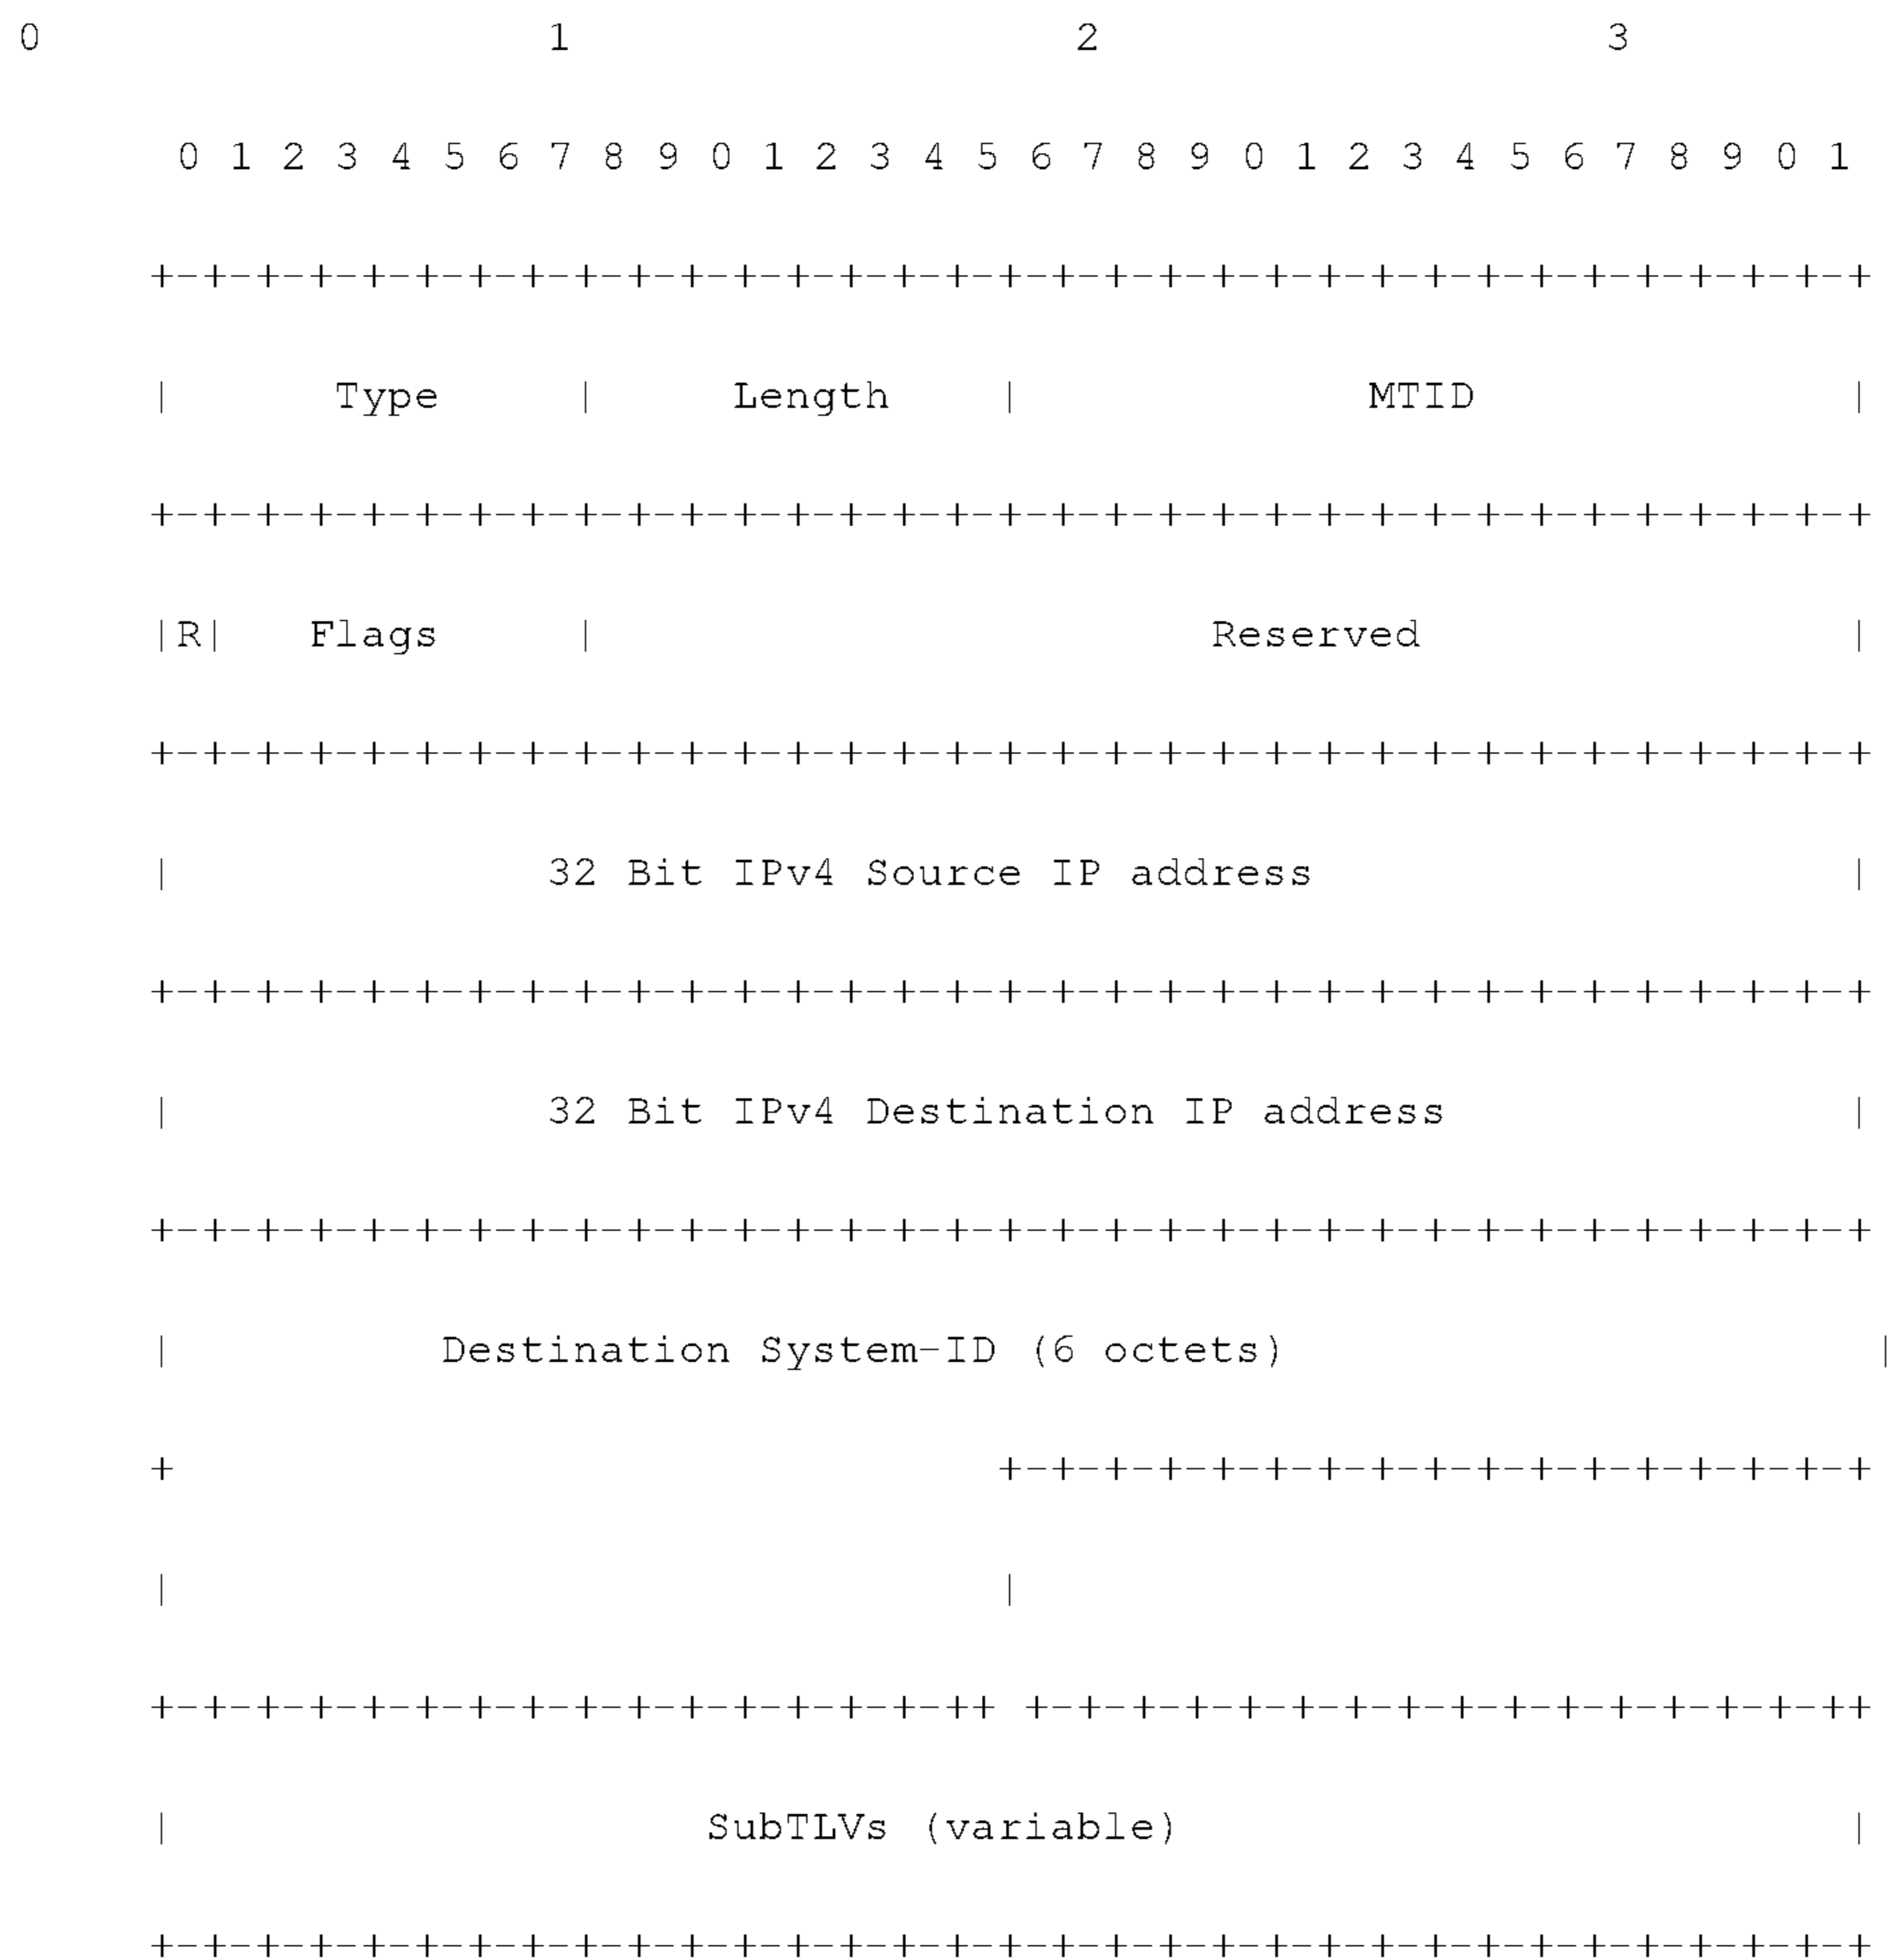 0                   1                   2                   3
      0 1 2 3 4 5 6 7 8 9 0 1 2 3 4 5 6 7 8 9 0 1 2 3 4 5 6 7 8 9 0 1
     +-+-+-+-+-+-+-+-+-+-+-+-+-+-+-+-+-+-+-+-+-+-+-+-+-+-+-+-+-+-+-+-+
     |      Type     |     Length    |             MTID              |
     +-+-+-+-+-+-+-+-+-+-+-+-+-+-+-+-+-+-+-+-+-+-+-+-+-+-+-+-+-+-+-+-+
     |R|   Flags     |                       Reserved                |
     +-+-+-+-+-+-+-+-+-+-+-+-+-+-+-+-+-+-+-+-+-+-+-+-+-+-+-+-+-+-+-+-+
     |              32 Bit IPv4 Source IP address                    |
     +-+-+-+-+-+-+-+-+-+-+-+-+-+-+-+-+-+-+-+-+-+-+-+-+-+-+-+-+-+-+-+-+
     |              32 Bit IPv4 Destination IP address               |
     +-+-+-+-+-+-+-+-+-+-+-+-+-+-+-+-+-+-+-+-+-+-+-+-+-+-+-+-+-+-+-+-+
     |          Destination System-ID (6 octets)                      |
     +                               +-+-+-+-+-+-+-+-+-+-+-+-+-+-+-+-+
     |                               |
     +-+-+-+-+-+-+-+-+-+-+-+-+-+-+-++ +-+-+-+-+-+-+-+-+-+-+-+-+-+-+-++
     |                    SubTLVs (variable)                         |
     +-+-+-+-+-+-+-+-+-+-+-+-+-+-+-+-+-+-+-+-+-+-+-+-+-+-+-+-+-+-+-+-+